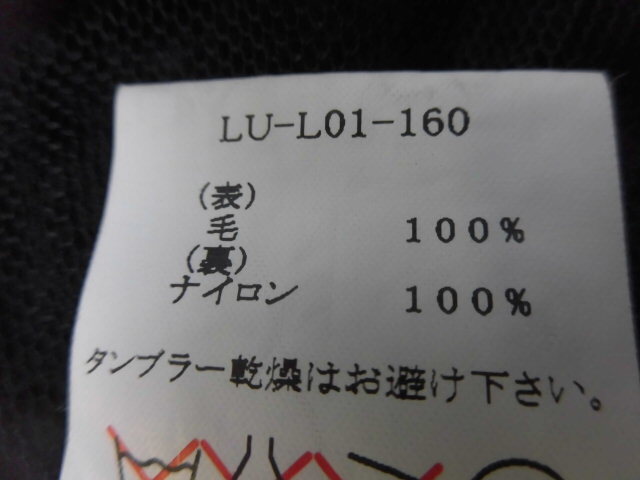 LU-L01-160
(表)
毛 100%
(裏)
ナイロン 100%
タンブラー乾燥はお避け下さい。